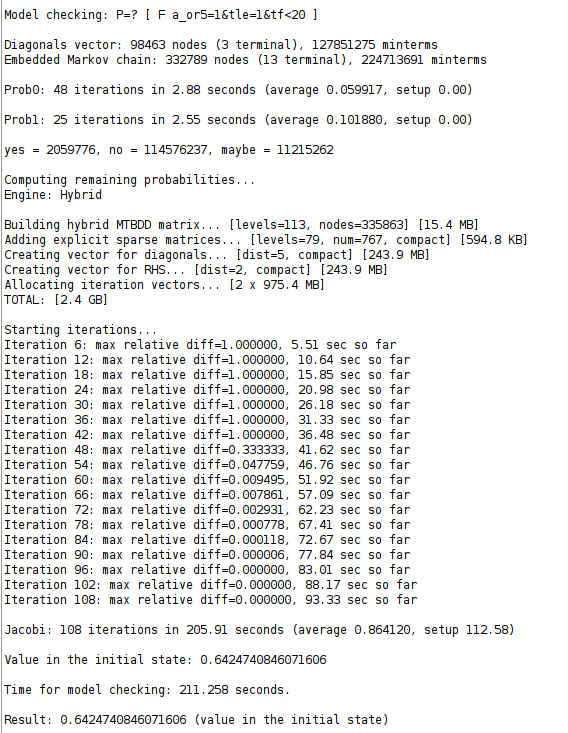 Model checking: P=? [ F a_or5=1&tle=1&tf<20 ]
Diagonals vector: 98463 nodes (3 terminal), 127851275 minterms
Embedded Markov chain: 332789 nodes (13 terminal), 224713691 minterms
Prob0: 48 iterations in 2.88 seconds (average 0.059917, setup 0.00)
Prob1: 25 iterations in 2.55 seconds (average 0.101880, setup 0.00)
yes = 2059776, no = 114576237, maybe = 11215262
Computing remaining probabilities...
Engine: Hybrid
Building hybrid MTBDD matrix... [levels=113, nodes=335863] [15.4 MB]
Adding explicit sparse matrices... [levels=79, num=767, compact] [594.8 KB]
Creating vector for diagonals... [dist=5, compact] [243.9 MB]
Creating vector for RHS... [dist=2, compact] [243.9 MB]
Allocating iteration vectors... [2 x 975.4 MB]
TOTAL: [2.4 GB]
Starting iterations...
Iteration 6: max relative diff=1.000000, 5.51 sec so far
Iteration 12: max relative diff=1.000000, 10.64 sec so far
Iteration 18: max relative diff=1.000000, 15.85 sec so far
Iteration 24: max relative diff=1.000000, 20.98 sec so far
Iteration 30: max relative diff=1.000000, 26.18 sec so far
Iteration 36: max relative diff=1.000000, 31.33 sec so far
Iteration 42: max relative diff=1.000000, 36.48 sec so far
Iteration 48: max relative diff=0.333333, 41.62 sec so far
Iteration 54: max relative diff=0.047759, 46.76 sec so far
Iteration 60: max relative diff=0.009495, 51.92 sec so far
Iteration 66: max relative diff=0.007861, 57.09 sec so far
Iteration 72: max relative diff=0.002931, 62.23 sec so far
Iteration 78: max relative diff=0.000778, 67.41 sec so far
Iteration 84: max relative diff=0.000118, 72.67 sec so far
Iteration 90: max relative diff=0.000006, 77.84 sec so far
Iteration 96: max relative diff=0.000000, 83.01 sec so far
Iteration 102: max relative diff=0.000000, 88.17 sec so far
Iteration 108: max relative diff=0.000000, 93.33 sec so far
Jacobi: 108 iterations in 205.91 seconds (average 0.864120, setup 112.58)
Value in the initial state: 0.6424740846071606
Time for model checking: 211.258 seconds.
Result: 0.6424740846071606 (value in the initial state)